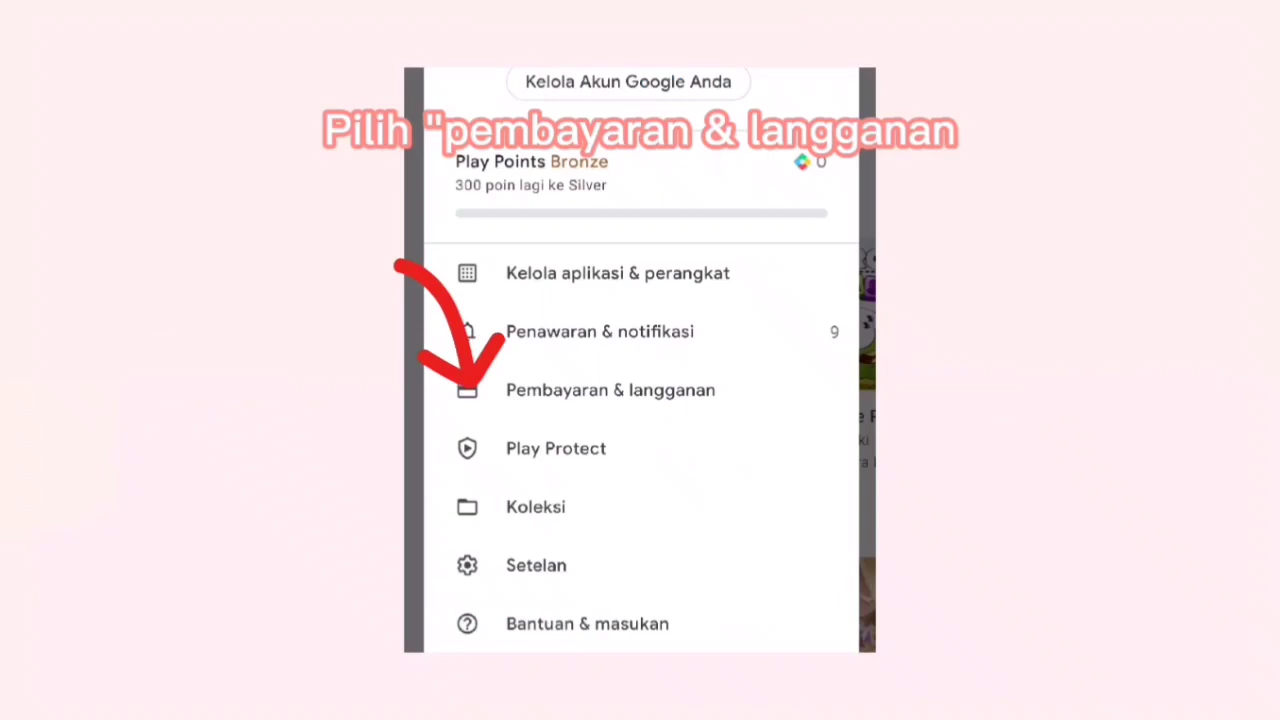 Kelola Akun Google Anda
Pilih "pembayaran & langganan
Play Points Bronze 0
300 poin lagi ke Silver
Kelola aplikasi & perangkat
Penawaran & notifikasi 9
Pembayaran & langganan
Play Protect
Koleksi
Setelan
Bantuan & masukan